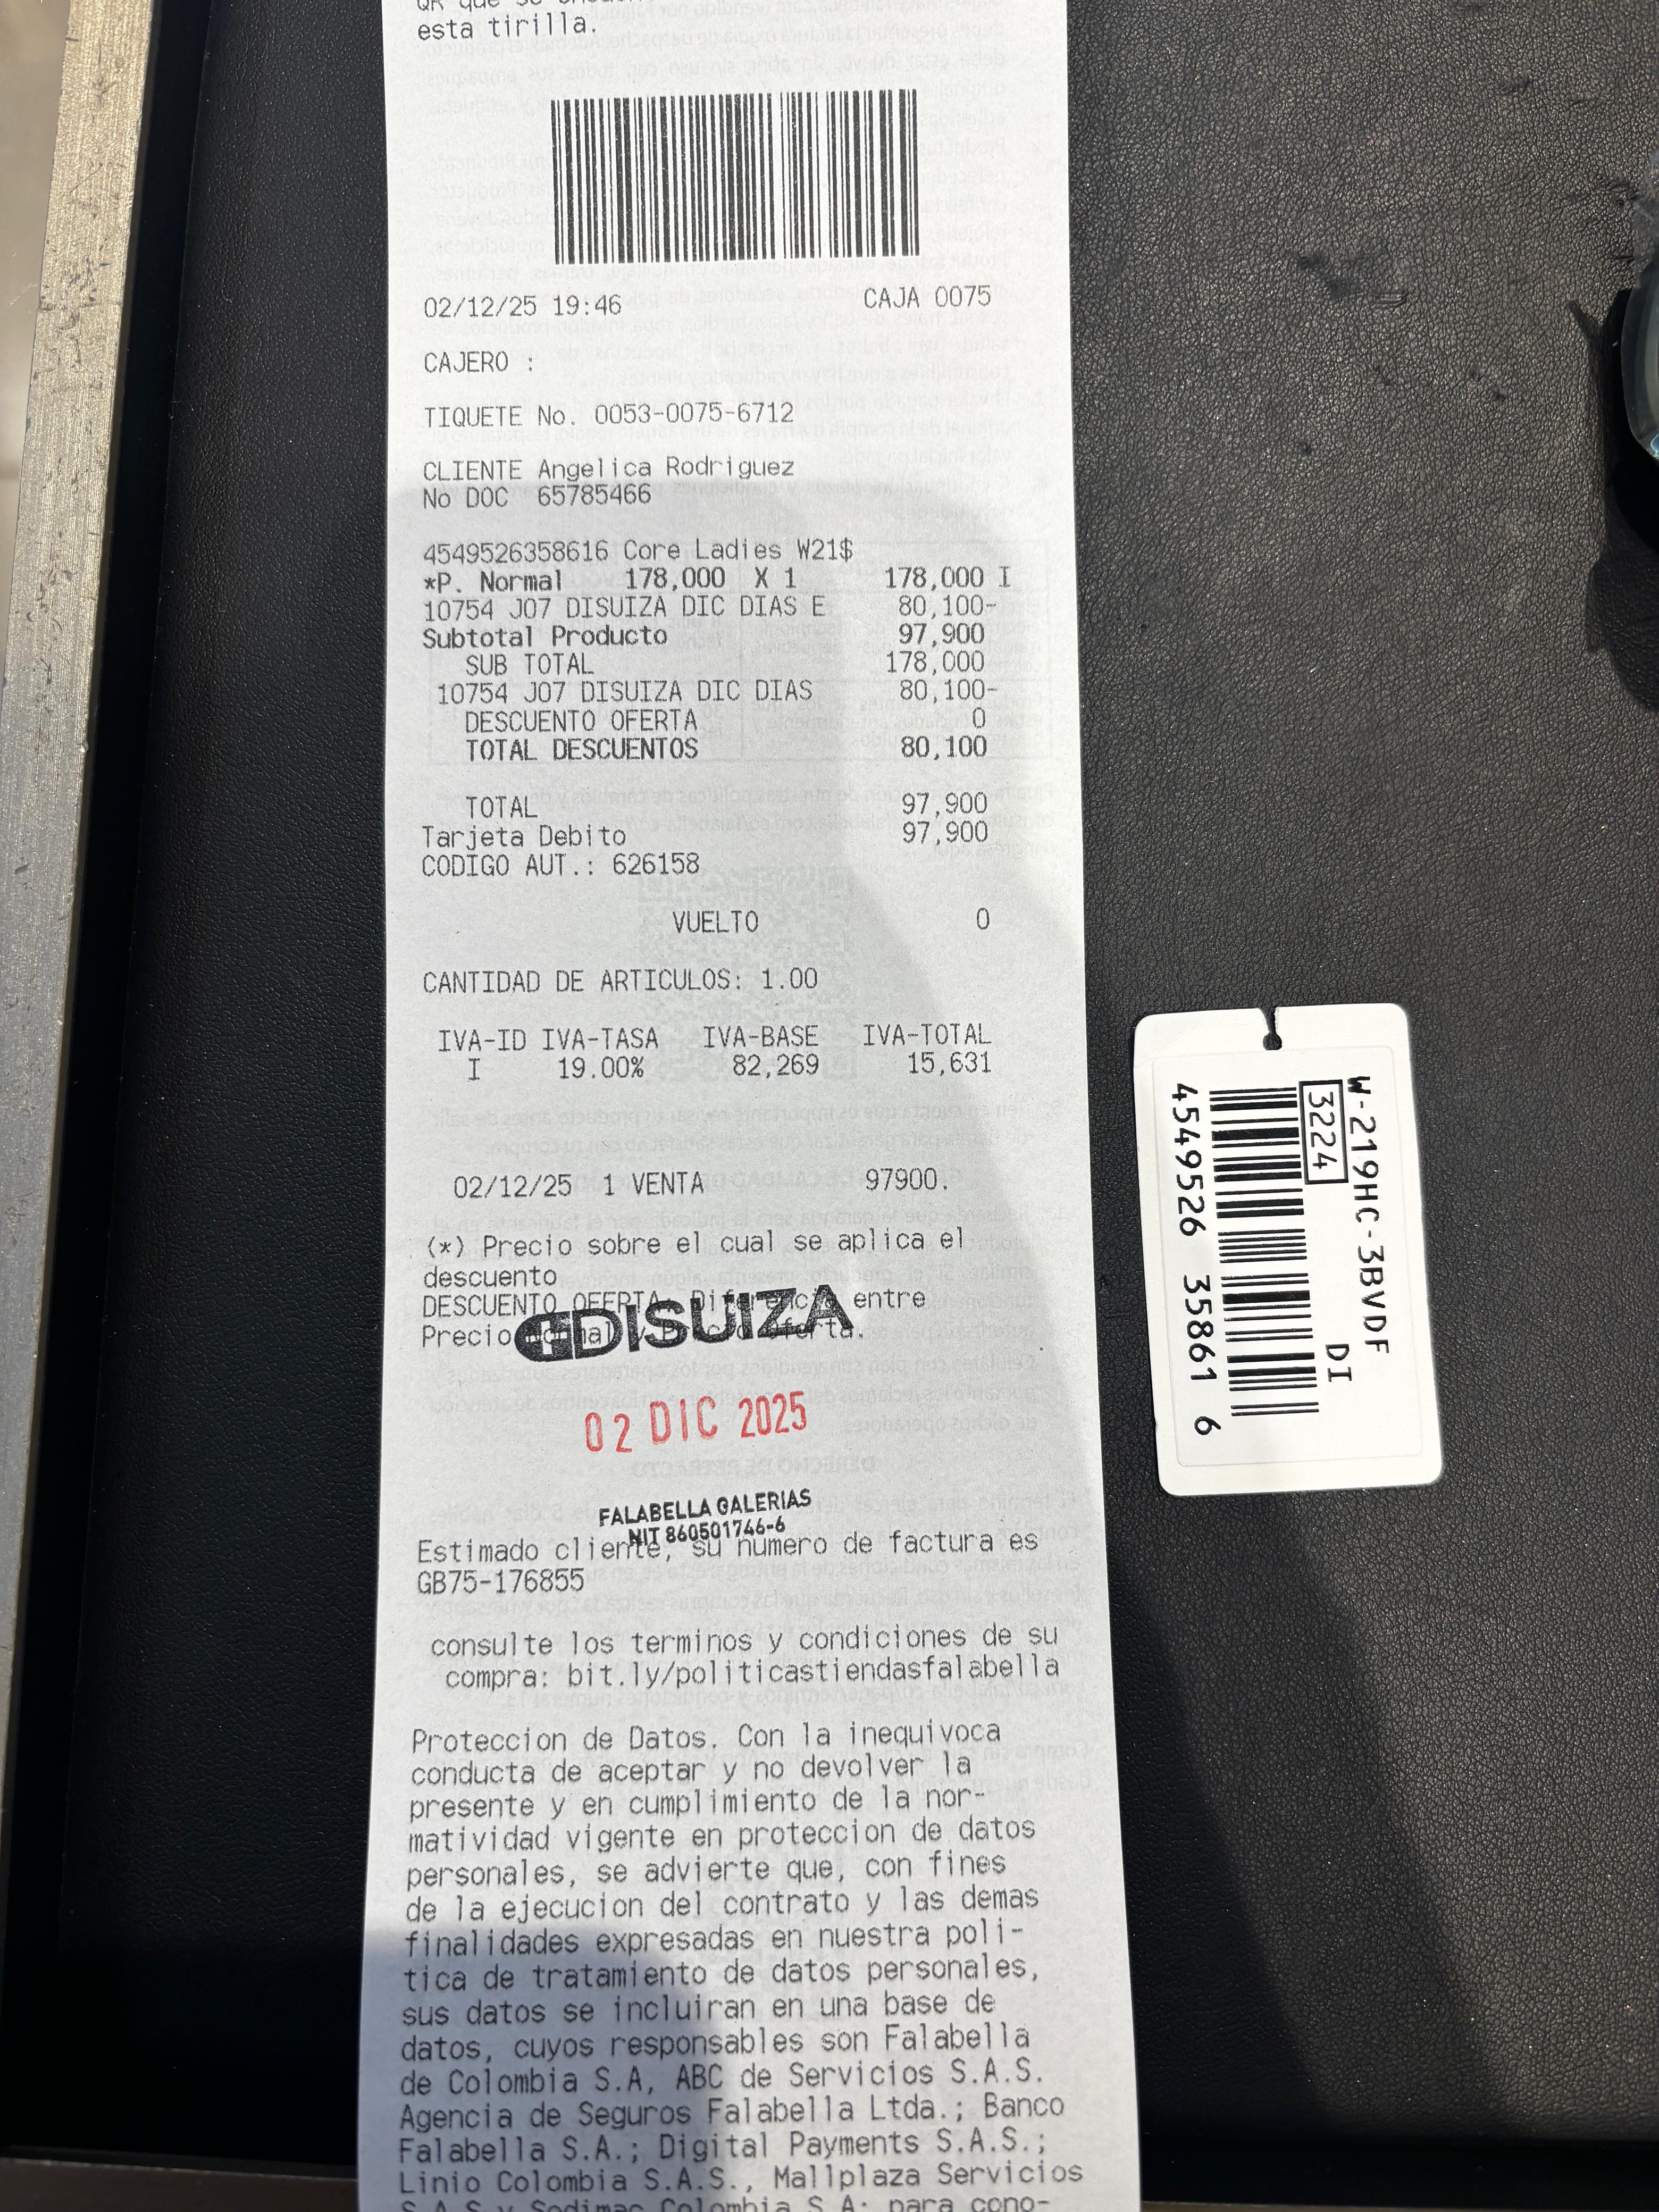 esta tirilla.
02/12/25 19:46 CAJA 0075
CAJERO :
TIQUETE No. 0053-0075-6712
CLIENTE Angelica Rodriguez
No DOC 65785466
4549526358616 Core Ladies W21$
*P. Normal 178,000 X 1 178,000 I
10754 J07 DISUIZA DIC DIAS E 80,100-
Subtotal Producto 97,900
SUB TOTAL 178,000
10754 J07 DISUIZA DIC DIAS 80,100-
DESCUENTO OFERTA 0
TOTAL DESCUENTOS 80,100
TOTAL 97,900
Tarjeta Debito 97,900
CODIGO AUT.: 626158
VUELTO 0
CANTIDAD DE ARTICULOS: 1.00
IVA-ID IVA-TASA IVA-BASE IVA-TOTAL
I 19.00% 82,269 15,631
02/12/25 1 VENTA 97900.
(*) Precio sobre el cual se aplica el
descuento
DESCUENTO OFERTA: Diferencia entre
Precio Normal y Precio Oferta.
DISUIZA
02 DIC 2025
FALABELLA GALERIAS
NIT 860501746-6
Estimado cliente, su numero de factura es
GB75-176855
consulte los terminos y condiciones de su
compra: bit.ly/politicastiendasfalabella
Proteccion de Datos. Con la inequivoca
conducta de aceptar y no devolver la
presente y en cumplimiento de la nor-
matividad vigente en proteccion de datos
personales, se advierte que, con fines
de la ejecucion del contrato y las demas
finalidades expresadas en nuestra poli-
tica de tratamiento de datos personales,
sus datos se incluiran en una base de
datos, cuyos responsables son Falabella
de Colombia S.A, ABC de Servicios S.A.S.
Agencia de Seguros Falabella Ltda.; Banco
Falabella S.A.; Digital Payments S.A.S.;
Linio Colombia S.A.S., Mallplaza Servicios
S.A.S y Sodimac Colombia S.A; para cono-
W-219HC-3BVDF
3224 DI
4549526 35861 6